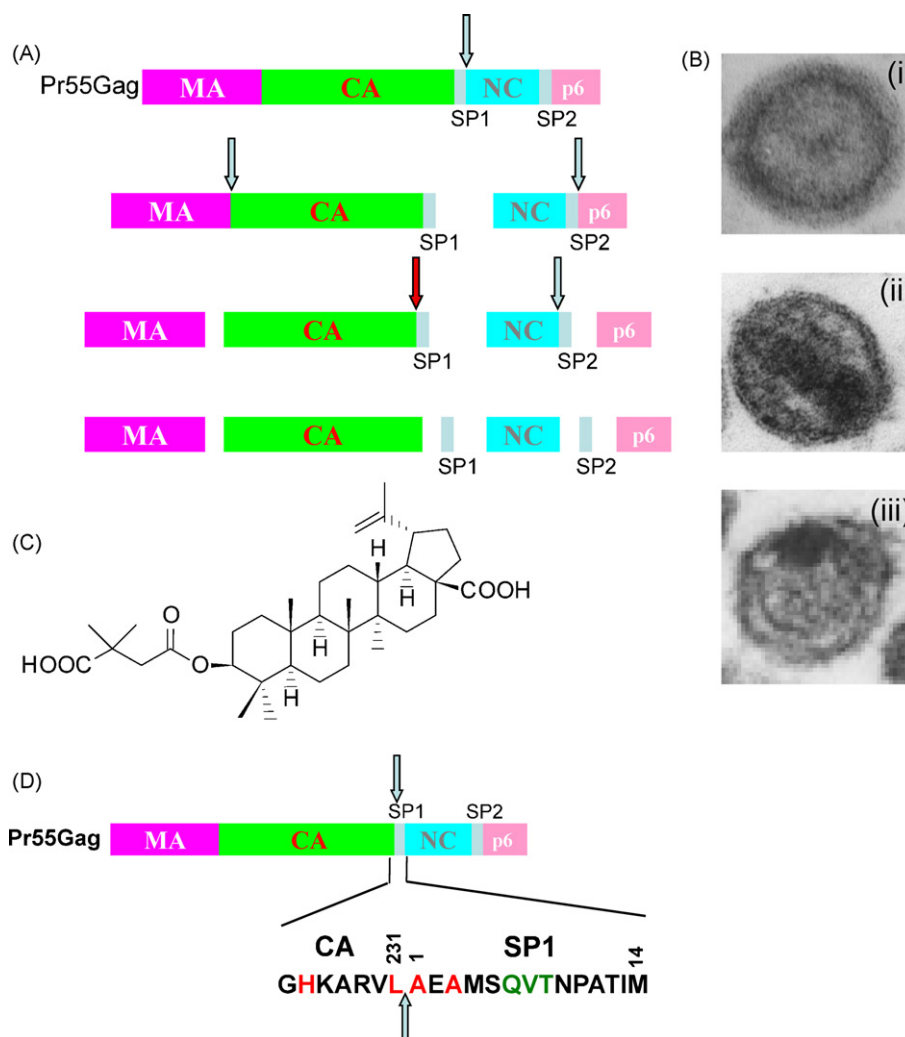 (A)
Pr55Gag MA CA NC p6
SP1 SP2
(B)
(i
MA CA NC p6
SP1 SP2
MA CA NC p6
SP1 SP2
(ii
MA CA NC p6
SP1 SP2
(iii)
(C)
H
H
COOH
O
HOOC O
H
H
(D)
SP1 SP2
Pr55Gag MA CA NC p6
CA 231 1 SP1 14
GHKARVLAEAMSQVTNPATIM